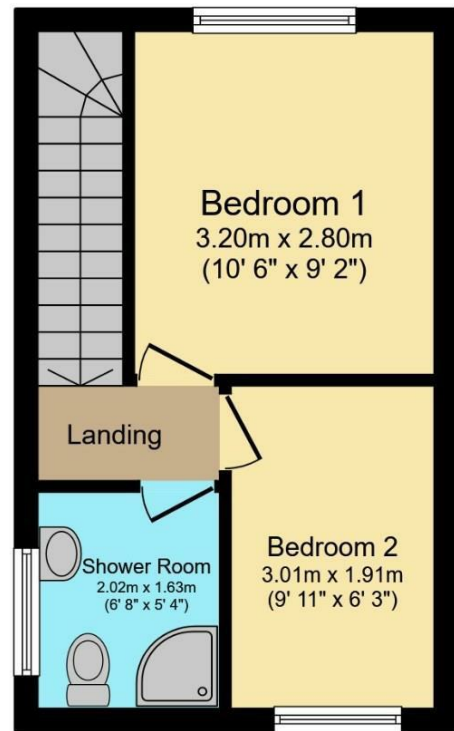 Bedroom 1
3.20m x 2.80m
(10' 6" x 9' 2")
Landing
Shower Room
2.02m x 1.63m
(6' 8" x 5' 4")
Bedroom 2
3.01m x 1.91m
(9' 11" x 6' 3")